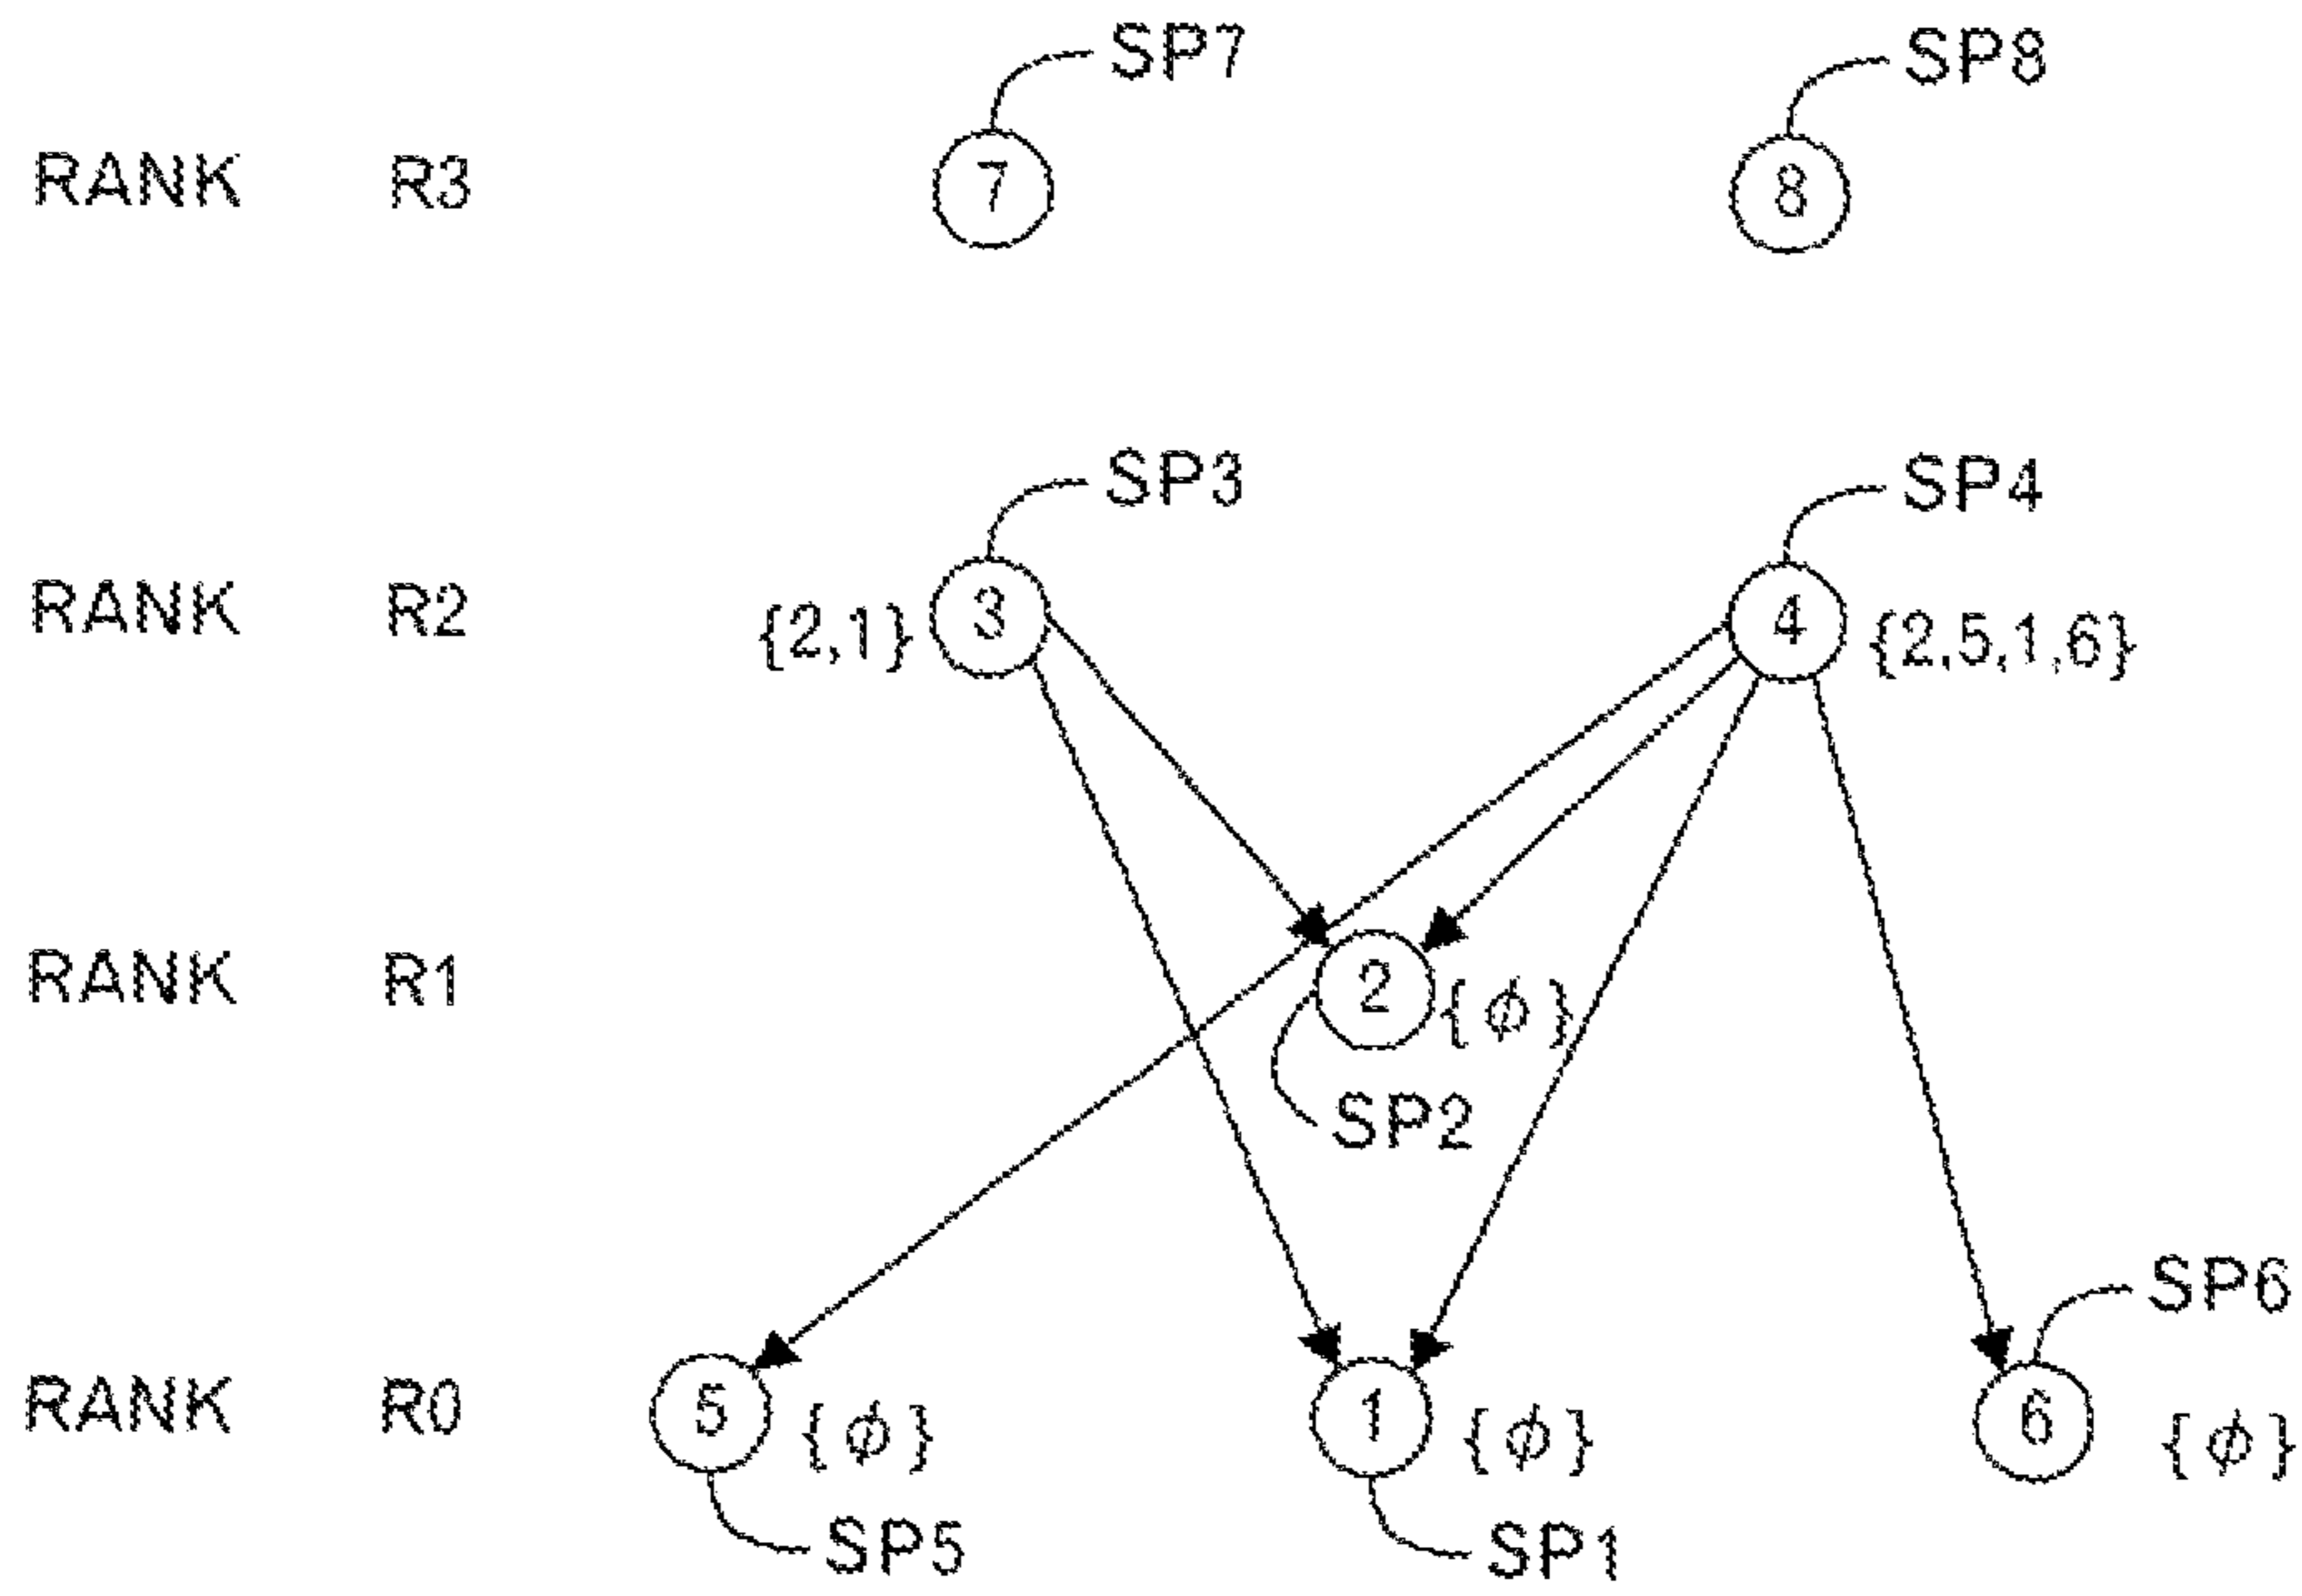 SP7 SP8
RANK R3 7 8
SP3 SP4
RANK R2 {2,1} 3 4 {2,5,1,6}
RANK R1 2 {ϕ}
SP2
SP6
RANK R0 5 {ϕ} 1 {ϕ} 6 {ϕ}
SP5 SP1